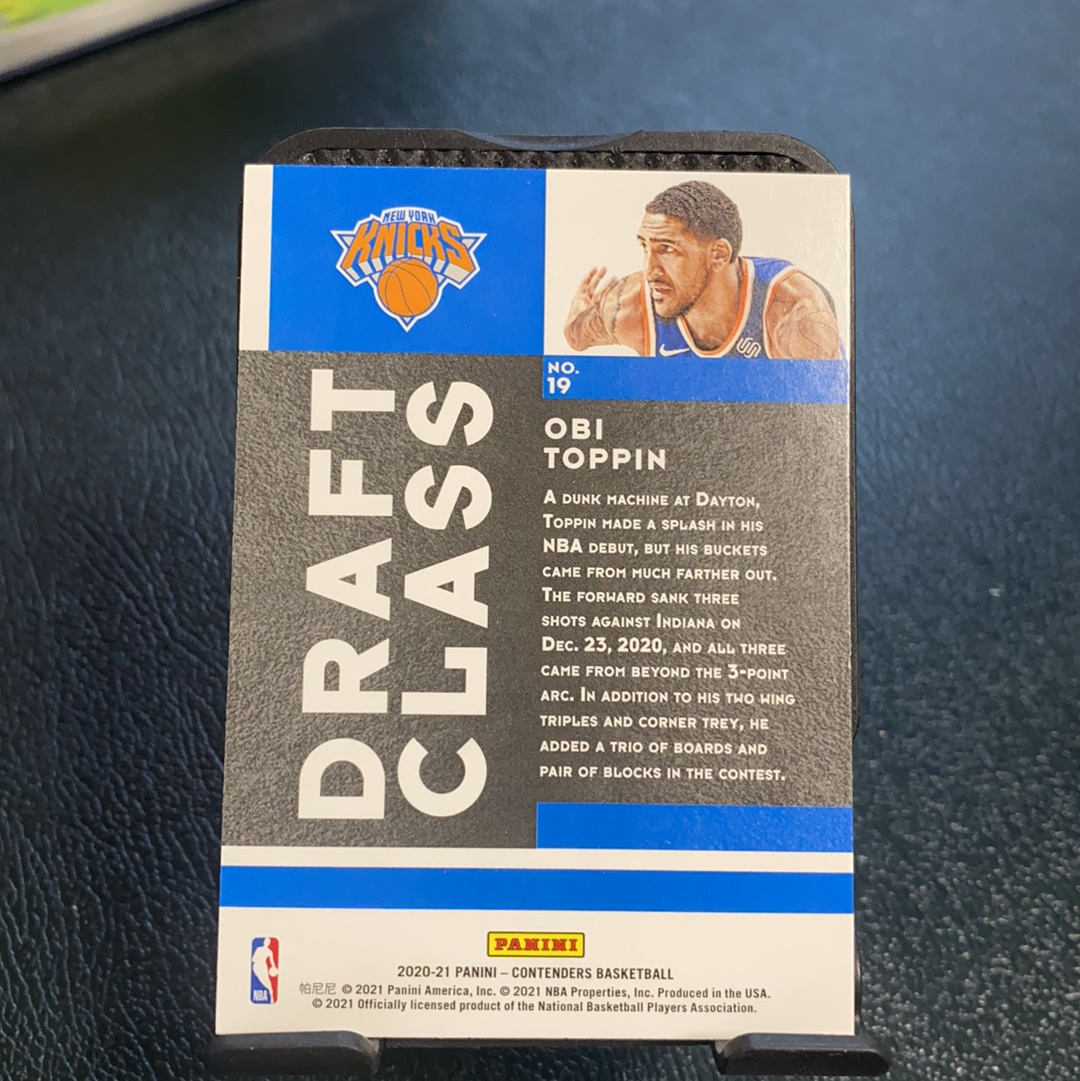 NEW YORK
KNICKS
NO.
19
DRAFT
CLASS
OBI
TOPPIN
A DUNK MACHINE AT DAYTON,
TOPPIN MADE A SPLASH IN HIS
NBA DEBUT, BUT HIS BUCKETS
CAME FROM MUCH FARTHER OUT.
THE FORWARD SANK THREE
SHOTS AGAINST INDIANA ON
DEC. 23, 2020, AND ALL THREE
CAME FROM BEYOND THE 3-POINT
ARC. IN ADDITION TO HIS TWO WING
TRIPLES AND CORNER TREY, HE
ADDED A TRIO OF BOARDS AND
PAIR OF BLOCKS IN THE CONTEST.
PANINI
NBA
2020-21 PANINI – CONTENDERS BASKETBALL
帕尼尼 © 2021 Panini America, Inc. © 2021 NBA Properties, Inc. Produced in the USA.
© 2021 Officially licensed product of the National Basketball Players Association.